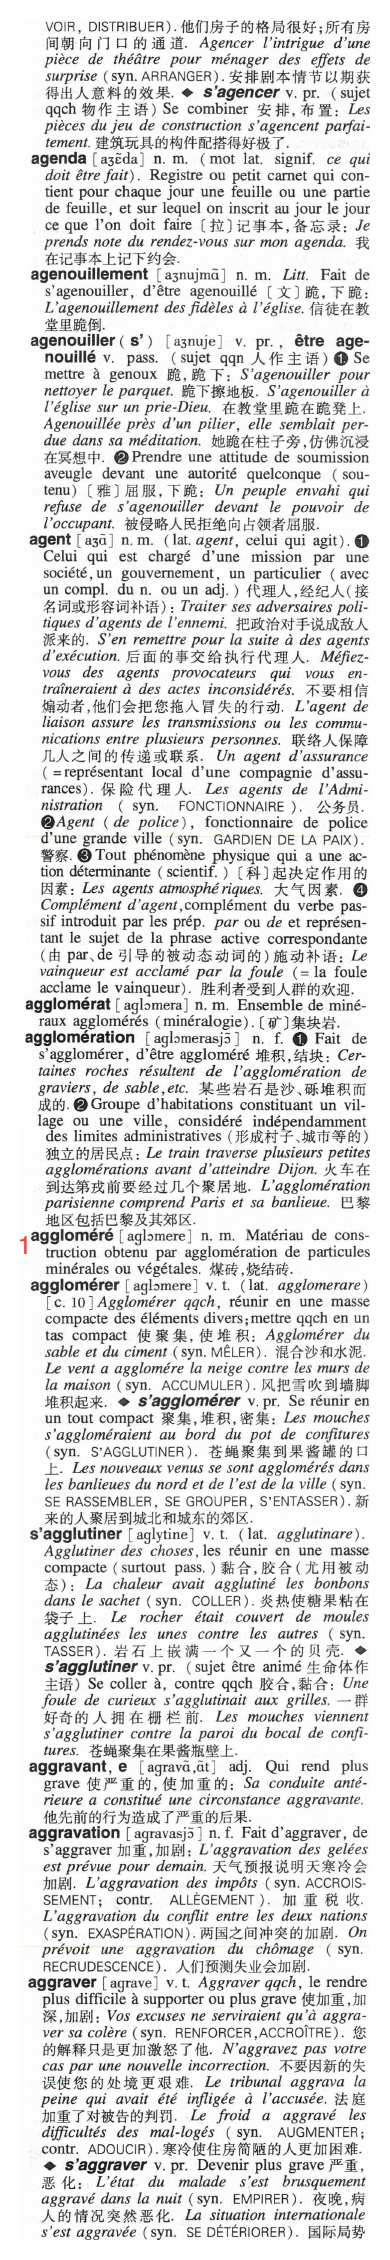 VOIR, DISTRIBUER). 他们房子的格局很好;所有房
间朝向门口的通道. Agencer l'intrigue d'une
pièce de théâtre pour ménager des effets de
surprise (syn. ARRANGER). 安排剧本情节以期获
得出人意料的效果. ◆ s'agencer v. pr. (sujet
qqch 物作主语) Se combiner 安排,布置: Les
pièces du jeu de construction s'agencent parfai-
tement. 建筑玩具的构件配搭得好极了.
agenda [aʒɛ̃da] n. m. (mot lat. signif. ce qui
doit être fait). Registre ou petit carnet qui con-
tient pour chaque jour une feuille ou une partie
de feuille, et sur lequel on inscrit au jour le jour
ce que l'on doit faire [拉]记事本,备忘录: Je
prends note du rendez-vous sur mon agenda. 我
在记事本上记下约会.
agenouillement [aʒnujmɑ̃] n. m. Litt. Fait de
s'agenouiller, d'être agenouillé [文]跪,下跪:
L'agenouillement des fidèles à l'église. 信徒在教
堂里跪倒.
agenouiller (s') [aʒnuje] v. pr., être age-
nouillé v. pass. (sujet qqn 人作主语) ❶ Se
mettre à genoux 跪,跪下: S'agenouiller pour
nettoyer le parquet. 跪下擦地板. S'agenouiller à
l'église sur un prie-Dieu. 在教堂里跪在跪凳上.
Agenouillée près d'un pilier, elle semblait per-
due dans sa méditation. 她跪在柱子旁,仿佛沉浸
在冥想中. ❷ Prendre une attitude de soumission
aveugle devant une autorité quelconque (sou-
tenu) [雅]屈服,下跪: Un peuple envahi qui
refuse de s'agenouiller devant le pouvoir de
l'occupant. 被侵略人民拒绝向占领者屈服.
agent [aʒɑ̃] n. m. (lat. agent, celui qui agit). ❶
Celui qui est chargé d'une mission par une
société, un gouvernement, un particulier (avec
un compl. du n. ou un adj.) 代理人,经纪人(接
名词或形容词补语): Traiter ses adversaires poli-
tiques d'agents de l'ennemi. 把政治对手说成敌人
派来的. S'en remettre pour la suite à des agents
d'exécution. 后面的事交给执行代理人. Méfiez-
vous des agents provocateurs qui vous en-
traîneraient à des actes inconsidérés. 不要相信
煽动者,他们会把您拖入冒失的行动. L'agent de
liaison assure les transmissions ou les commu-
nications entre plusieurs personnes. 联络人保障
几人之间的传递或联系. Un agent d'assurance
(=représentant local d'une compagnie d'assu-
rances). 保险代理人. Les agents de l'Admi-
nistration (syn. FONCTIONNAIRE). 公务员.
❷Agent (de police), fonctionnaire de police
d'une grande ville (syn. GARDIEN DE LA PAIX).
警察. ❸ Tout phénomène physique qui a une ac-
tion déterminante (scientif.) [科]起决定作用的
因素: Les agents atmosphériques. 大气因素. ❹
Complément d'agent, complément du verbe pas-
sif introduit par les prép. par ou de et représen-
tant le sujet de la phrase active correspondante
(由 par、de 引导的被动态动词的)施动补语: Le
vainqueur est acclamé par la foule (= la foule
acclame le vainqueur). 胜利者受到人群的欢迎.
agglomérat [aglɔmera] n. m. Ensemble de miné-
raux agglomérés (minéralogie). [矿]集块岩.
agglomération [aglɔmerasjɔ̃] n. f. ❶ Fait de
s'agglomérer, d'être aggloméré 堆积,结块: Cer-
taines roches résultent de l'agglomération de
graviers, de sable, etc. 某些岩石是沙、砾堆积而
成的. ❷ Groupe d'habitations constituant un vil-
lage ou une ville, considéré indépendamment
des limites administratives (形成村子、城市等的)
独立的居民点: Le train traverse plusieurs petites
agglomérations avant d'atteindre Dijon. 火车在
到达第戎前要经过几个聚居地. L'agglomération
parisienne comprend Paris et sa banlieue. 巴黎
地区包括巴黎及其郊区.
1 aggloméré [aglɔmere] n. m. Matériau de cons-
truction obtenu par agglomération de particules
minérales ou végétales. 煤砖,烧结砖.
agglomérer [aglɔmere] v. t. (lat. agglomerare)
[c. 10] Agglomérer qqch, réunir en une masse
compacte des éléments divers; mettre qqch en un
tas compact 使聚集,使堆积: Agglomérer du
sable et du ciment (syn. MÊLER). 混合沙和水泥.
Le vent a aggloméré la neige contre les murs de
la maison (syn. ACCUMULER). 风把雪吹到墙脚
堆积起来. ◆ s'agglomérer v. pr. Se réunir en
un tout compact 聚集,堆积,密集: Les mouches
s'aggloméraient au bord du pot de confitures
(syn. S'AGGLUTINER). 苍蝇聚集到果酱罐的口
上. Les nouveaux venus se sont agglomérés dans
les banlieues du nord et de l'est de la ville (syn.
SE RASSEMBLER, SE GROUPER, S'ENTASSER). 新
来的人聚居到城北和城东的郊区.
s'agglutiner [aglytine] v. t. (lat. agglutinare).
Agglutiner des choses, les réunir en une masse
compacte (surtout pass.) 黏合,胶合(尤用被动
态): La chaleur avait agglutiné les bonbons
dans le sachet (syn. COLLER). 炎热使糖果粘在
袋子上. Le rocher était couvert de moules
agglutinées les unes contre les autres (syn.
TASSER). 岩石上嵌满一个又一个的贝壳. ◆
s'agglutiner v. pr. (sujet être animé 生命体作
主语) Se coller à, contre qqch 胶合,黏合: Une
foule de curieux s'agglutinait aux grilles. 一群
好奇的人拥在栅栏前. Les mouches viennent
s'agglutiner contre la paroi du bocal de confi-
tures. 苍蝇聚集在果酱瓶壁上.
aggravant, e [agravɑ̃,ɑ̃t] adj. Qui rend plus
grave 使严重的,使加重的: Sa conduite anté-
rieure a constitué une circonstance aggravante.
他先前的行为造成了严重的后果.
aggravation [agravasjɔ̃] n. f. Fait d'aggraver, de
s'aggraver 加重,加剧: L'aggravation des gelées
est prévue pour demain. 天气预报说明天寒冷会
加剧. L'aggravation des impôts (syn. ACCROIS-
SEMENT; contr. ALLÈGEMENT). 加重税收.
L'aggravation du conflit entre les deux nations
(syn. EXASPÉRATION). 两国之间冲突的加剧. On
prévoit une aggravation du chômage (syn.
RECRUDESCENCE). 人们预测失业会加剧.
aggraver [agrave] v. t. Aggraver qqch, le rendre
plus difficile à supporter ou plus grave 使加重,加
深,加剧: Vos excuses ne serviraient qu'à aggra-
ver sa colère (syn. RENFORCER, ACCROÎTRE). 您
的解释只是更加激怒了他. N'aggravez pas votre
cas par une nouvelle incorrection. 不要因新的失
误使您的处境更艰难. Le tribunal aggrava la
peine qui avait été infligée à l'accusée. 法庭
加重了对被告的判罚. Le froid a aggravé les
difficultés des mal-logés (syn. AUGMENTER;
contr. ADOUCIR). 寒冷使住房简陋的人更加困难.
◆ s'aggraver v. pr. Devenir plus grave 严重,
恶化: L'état du malade s'est brusquement
aggravé dans la nuit (syn. EMPIRER). 夜晚,病
人的情况突然恶化. La situation internationale
s'est aggravée (syn. SE DÉTÉRIORER). 国际局势